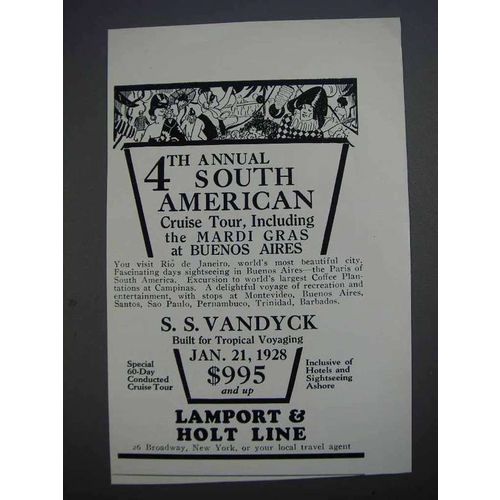 4TH ANNUAL
SOUTH
AMERICAN
Cruise Tour, Including
the MARDI GRAS
at BUENOS AIRES
You visit Rio de Janeiro, world's most beautiful city.
Fascinating days sightseeing in Buenos Aires—the Paris of
South America. Excursion to world's largest Coffee Plan-
tations at Campinas. A delightful voyage of recreation and
entertainment, with stops at Montevideo, Buenos Aires,
Santos, Sao Paulo, Pernambuco, Trinidad, Barbados.
S. S. VANDYCK
Built for Tropical Voyaging
JAN. 21, 1928
Special
60-Day
Conducted
Cruise Tour
$995
and up
Inclusive of
Hotels and
Sightseeing
Ashore
LAMPORT &
HOLT LINE
26 Broadway, New York, or your local travel agent